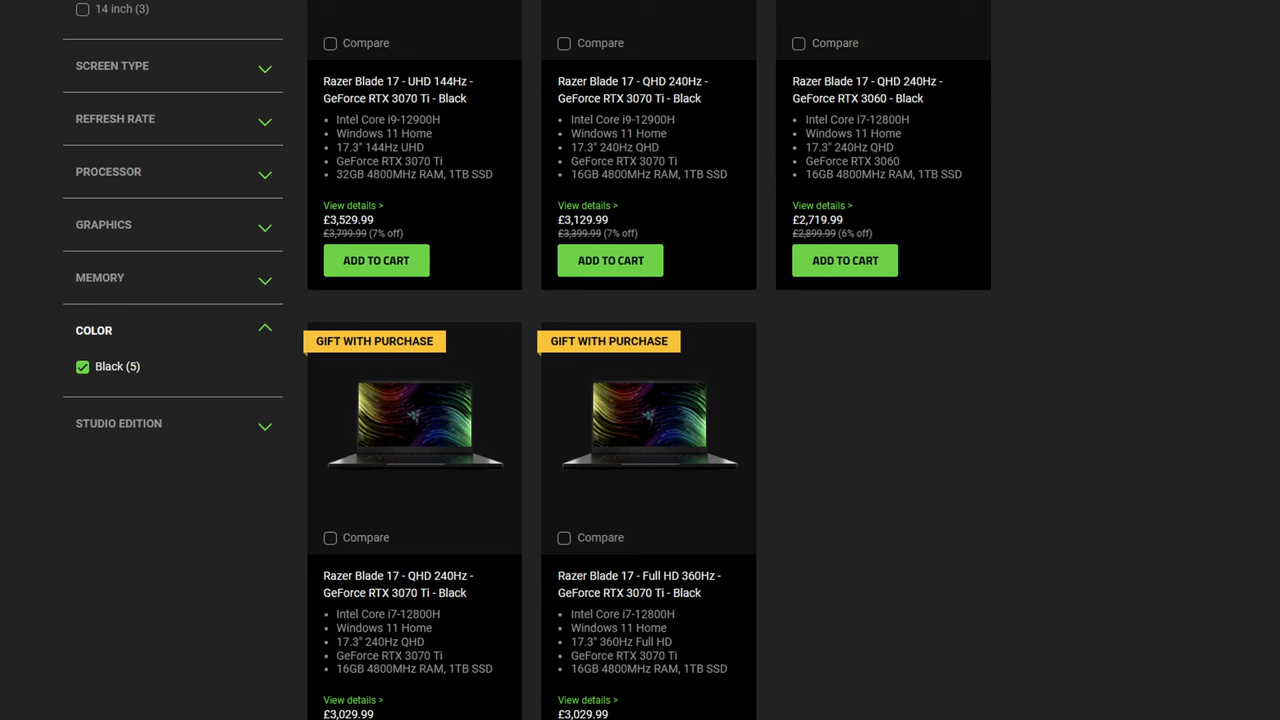 14 inch (3)
SCREEN TYPE
REFRESH RATE
PROCESSOR
GRAPHICS
MEMORY
COLOR
Black (5)
STUDIO EDITION
Compare
Razer Blade 17 - UHD 144Hz -
GeForce RTX 3070 Ti - Black
Intel Core i9-12900H
Windows 11 Home
17.3" 144Hz UHD
GeForce RTX 3070 Ti
32GB 4800MHz RAM, 1TB SSD
View details >
£3,529.99
£3,799.99 (7% off)
ADD TO CART
Compare
Razer Blade 17 - QHD 240Hz -
GeForce RTX 3070 Ti - Black
Intel Core i9-12900H
Windows 11 Home
17.3" 240Hz QHD
GeForce RTX 3070 Ti
16GB 4800MHz RAM, 1TB SSD
View details >
£3,129.99
£3,399.99 (7% off)
ADD TO CART
Compare
Razer Blade 17 - QHD 240Hz -
GeForce RTX 3060 - Black
Intel Core i7-12800H
Windows 11 Home
17.3" 240Hz QHD
GeForce RTX 3060
16GB 4800MHz RAM, 1TB SSD
View details >
£2,719.99
£2,899.99 (6% off)
ADD TO CART
GIFT WITH PURCHASE
Compare
Razer Blade 17 - QHD 240Hz -
GeForce RTX 3070 Ti - Black
Intel Core i7-12800H
Windows 11 Home
17.3" 240Hz QHD
GeForce RTX 3070 Ti
16GB 4800MHz RAM, 1TB SSD
View details >
£3,029.99
GIFT WITH PURCHASE
Compare
Razer Blade 17 - Full HD 360Hz -
GeForce RTX 3070 Ti - Black
Intel Core i7-12800H
Windows 11 Home
17.3" 360Hz Full HD
GeForce RTX 3070 Ti
16GB 4800MHz RAM, 1TB SSD
View details >
£3,029.99